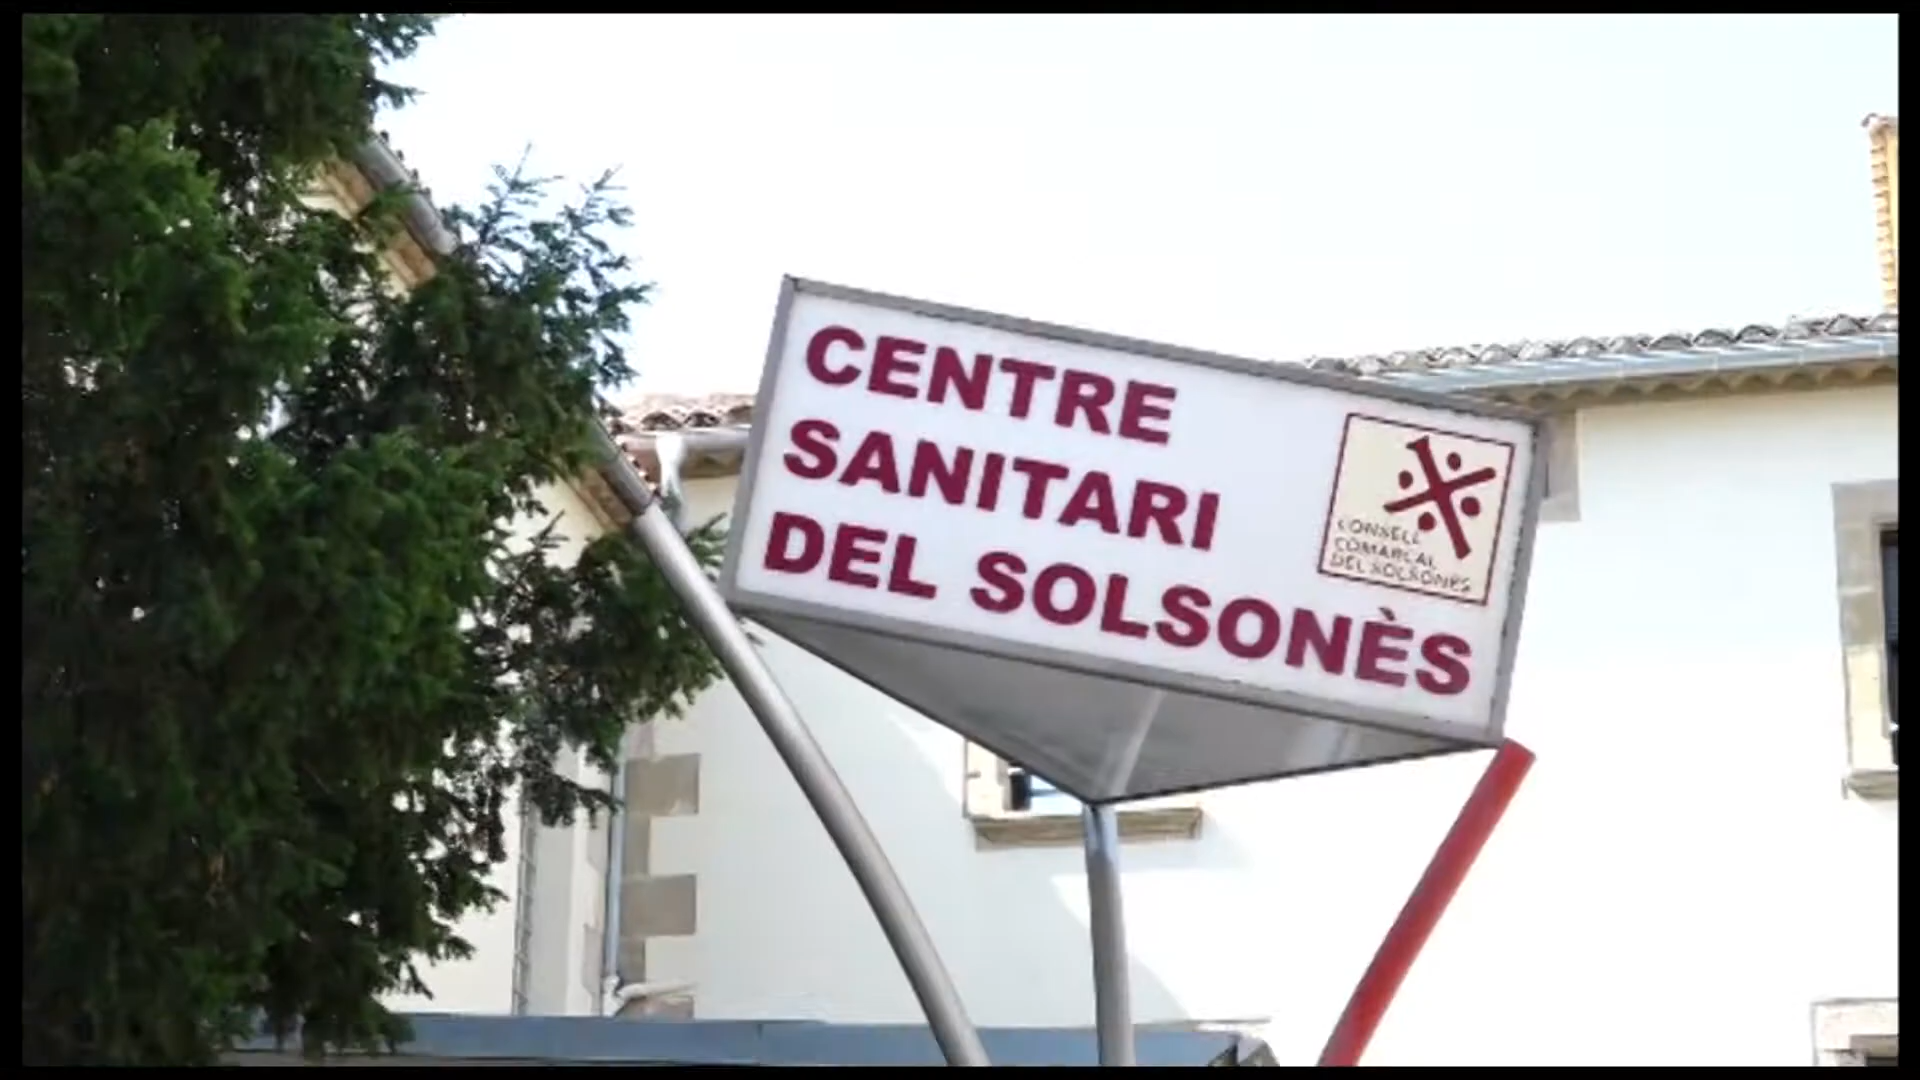 CENTRE
SANITARI
DEL SOLSONÈS
CONSELL
COMARCAL
DEL SOLSONÈS